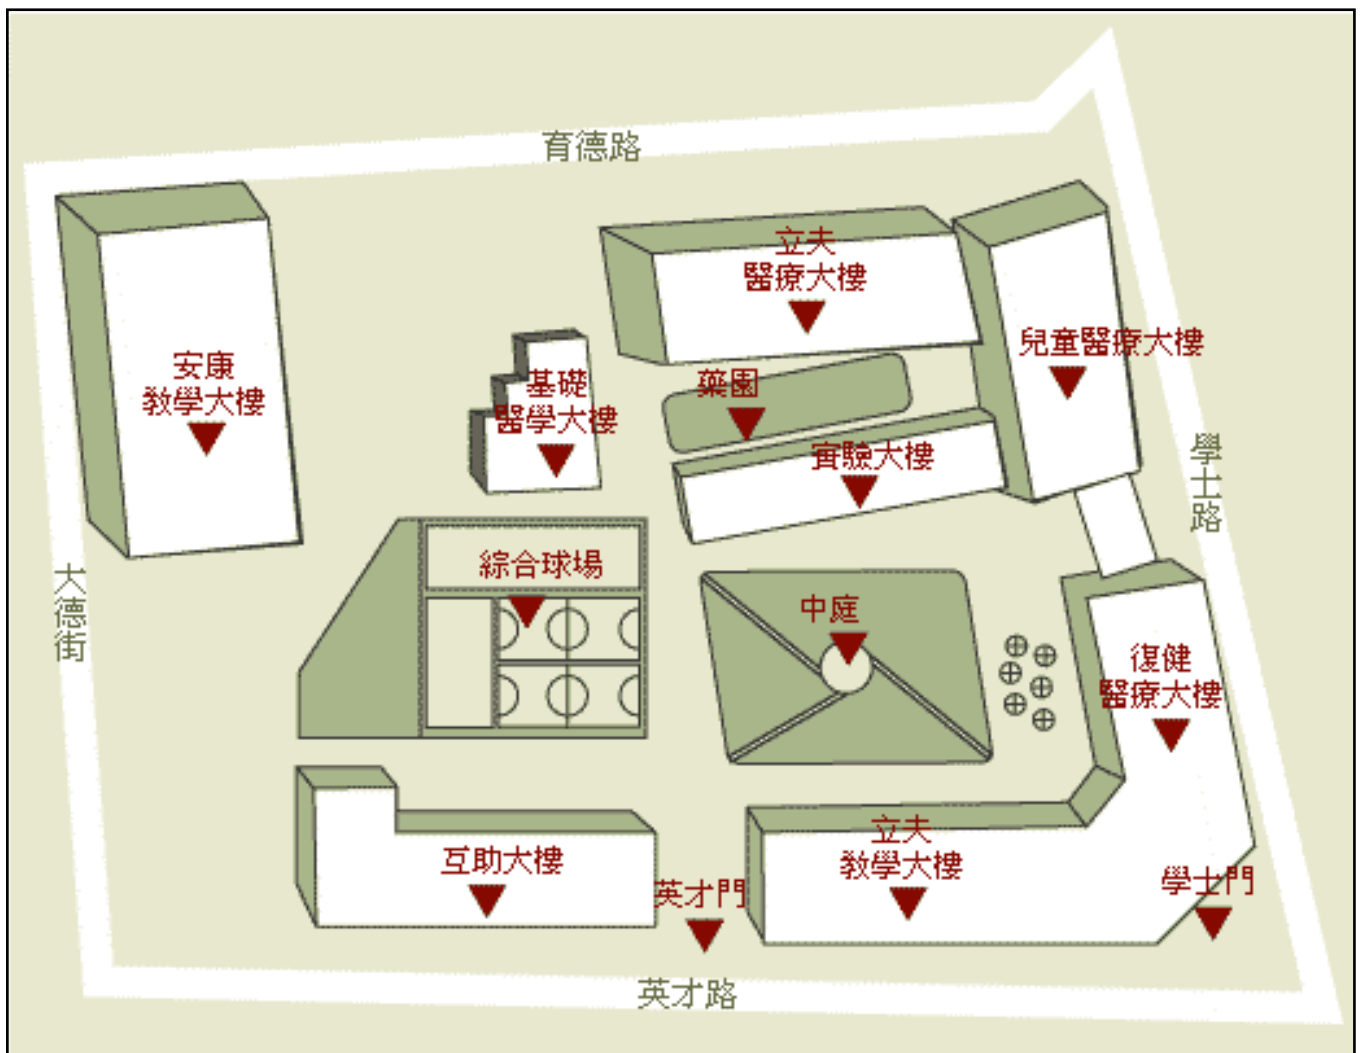 育德路
立夫
醫療大樓
兒童醫療大樓
安康
教學大樓
基礎
醫學大樓
藥園
實驗大樓
學士路
綜合球場
中庭
大德街
復健
醫療大樓
立夫
教學大樓
互助大樓
英才門
學士門
英才路